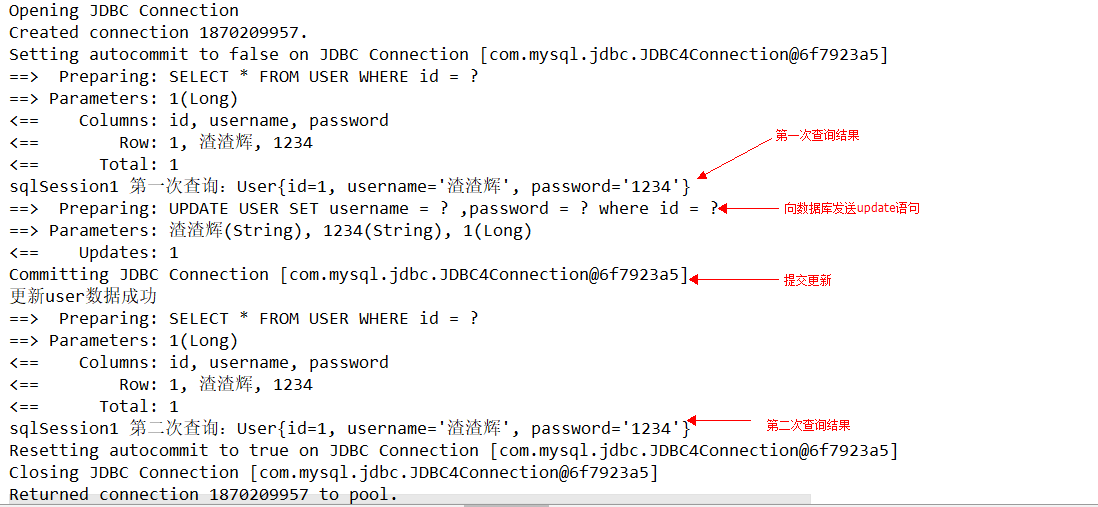 Opening JDBC Connection
Created connection 1870209957.
Setting autocommit to false on JDBC Connection [com.mysql.jdbc.JDBC4Connection@6f7923a5]
==>  Preparing: SELECT * FROM USER WHERE id = ?
==> Parameters: 1(Long)
<==    Columns: id, username, password
<==        Row: 1, 渣渣辉, 1234
<==      Total: 1
第一次查询结果
sqlSession1 第一次查询：User{id=1, username='渣渣辉', password='1234'}
==>  Preparing: UPDATE USER SET username = ? ,password = ? where id = ?
向数据库发送update语句
==> Parameters: 渣渣辉(String), 1234(String), 1(Long)
<==    Updates: 1
Committing JDBC Connection [com.mysql.jdbc.JDBC4Connection@6f7923a5]
提交更新
更新user数据成功
==>  Preparing: SELECT * FROM USER WHERE id = ?
==> Parameters: 1(Long)
<==    Columns: id, username, password
<==        Row: 1, 渣渣辉, 1234
<==      Total: 1
sqlSession1 第二次查询：User{id=1, username='渣渣辉', password='1234'}
第二次查询结果
Resetting autocommit to true on JDBC Connection [com.mysql.jdbc.JDBC4Connection@6f7923a5]
Closing JDBC Connection [com.mysql.jdbc.JDBC4Connection@6f7923a5]
Returned connection 1870209957 to pool.